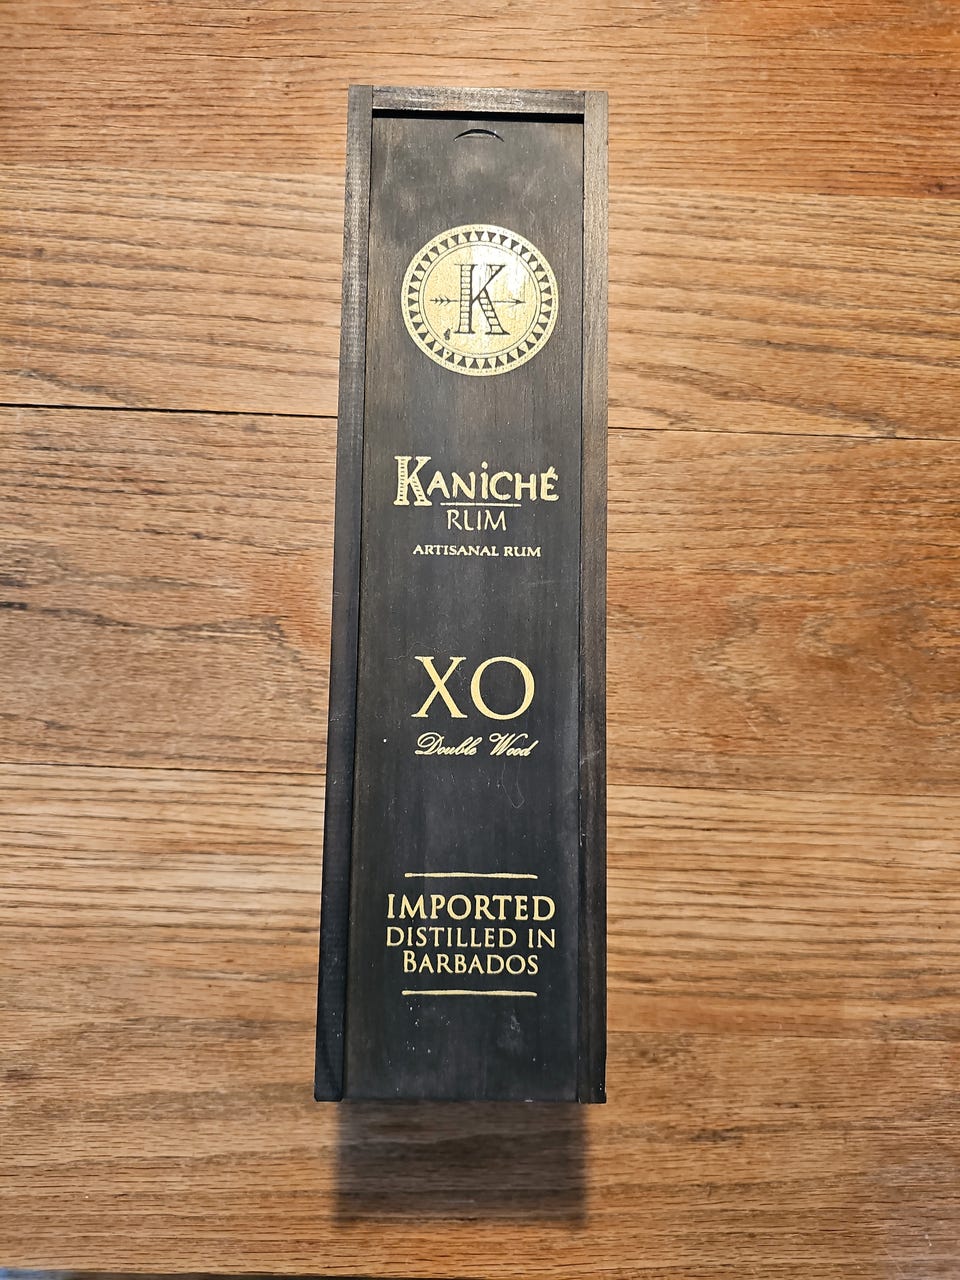 K
KANiCHÉ
RUM
ARTISANAL RUM
XO
Double Wood
IMPORTED
DISTILLED IN
BARBADOS